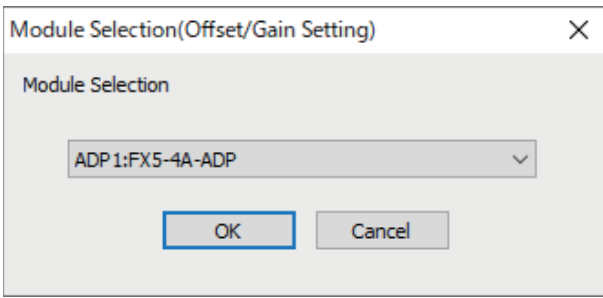 Module Selection(Offset/Gain Setting)
Module Selection
ADP1:FX5-4A-ADP
OK Cancel